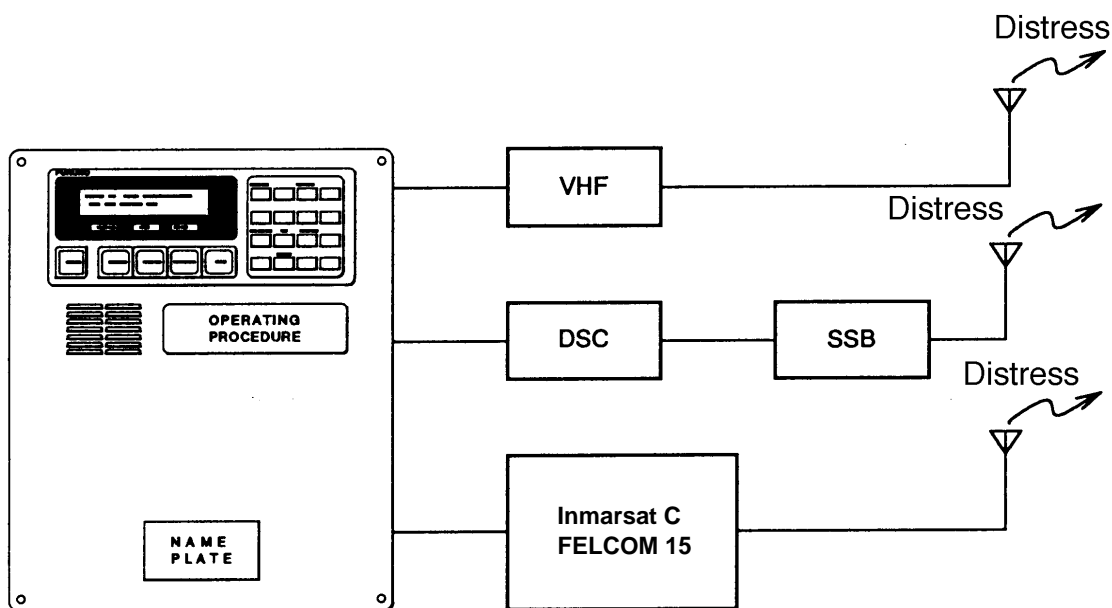 Distress
VHF
Distress
OPERATING
PROCEDURE
DSC
SSB
Distress
Inmarsat C
FELCOM 15
NAME
PLATE